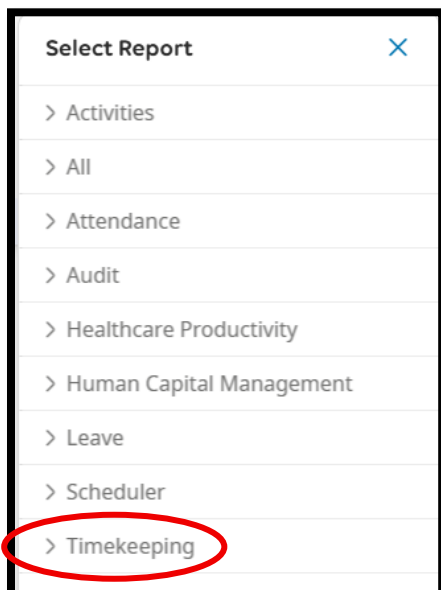 Select Report
Activities
All
Attendance
Audit
Healthcare Productivity
Human Capital Management
Leave
Scheduler
Timekeeping